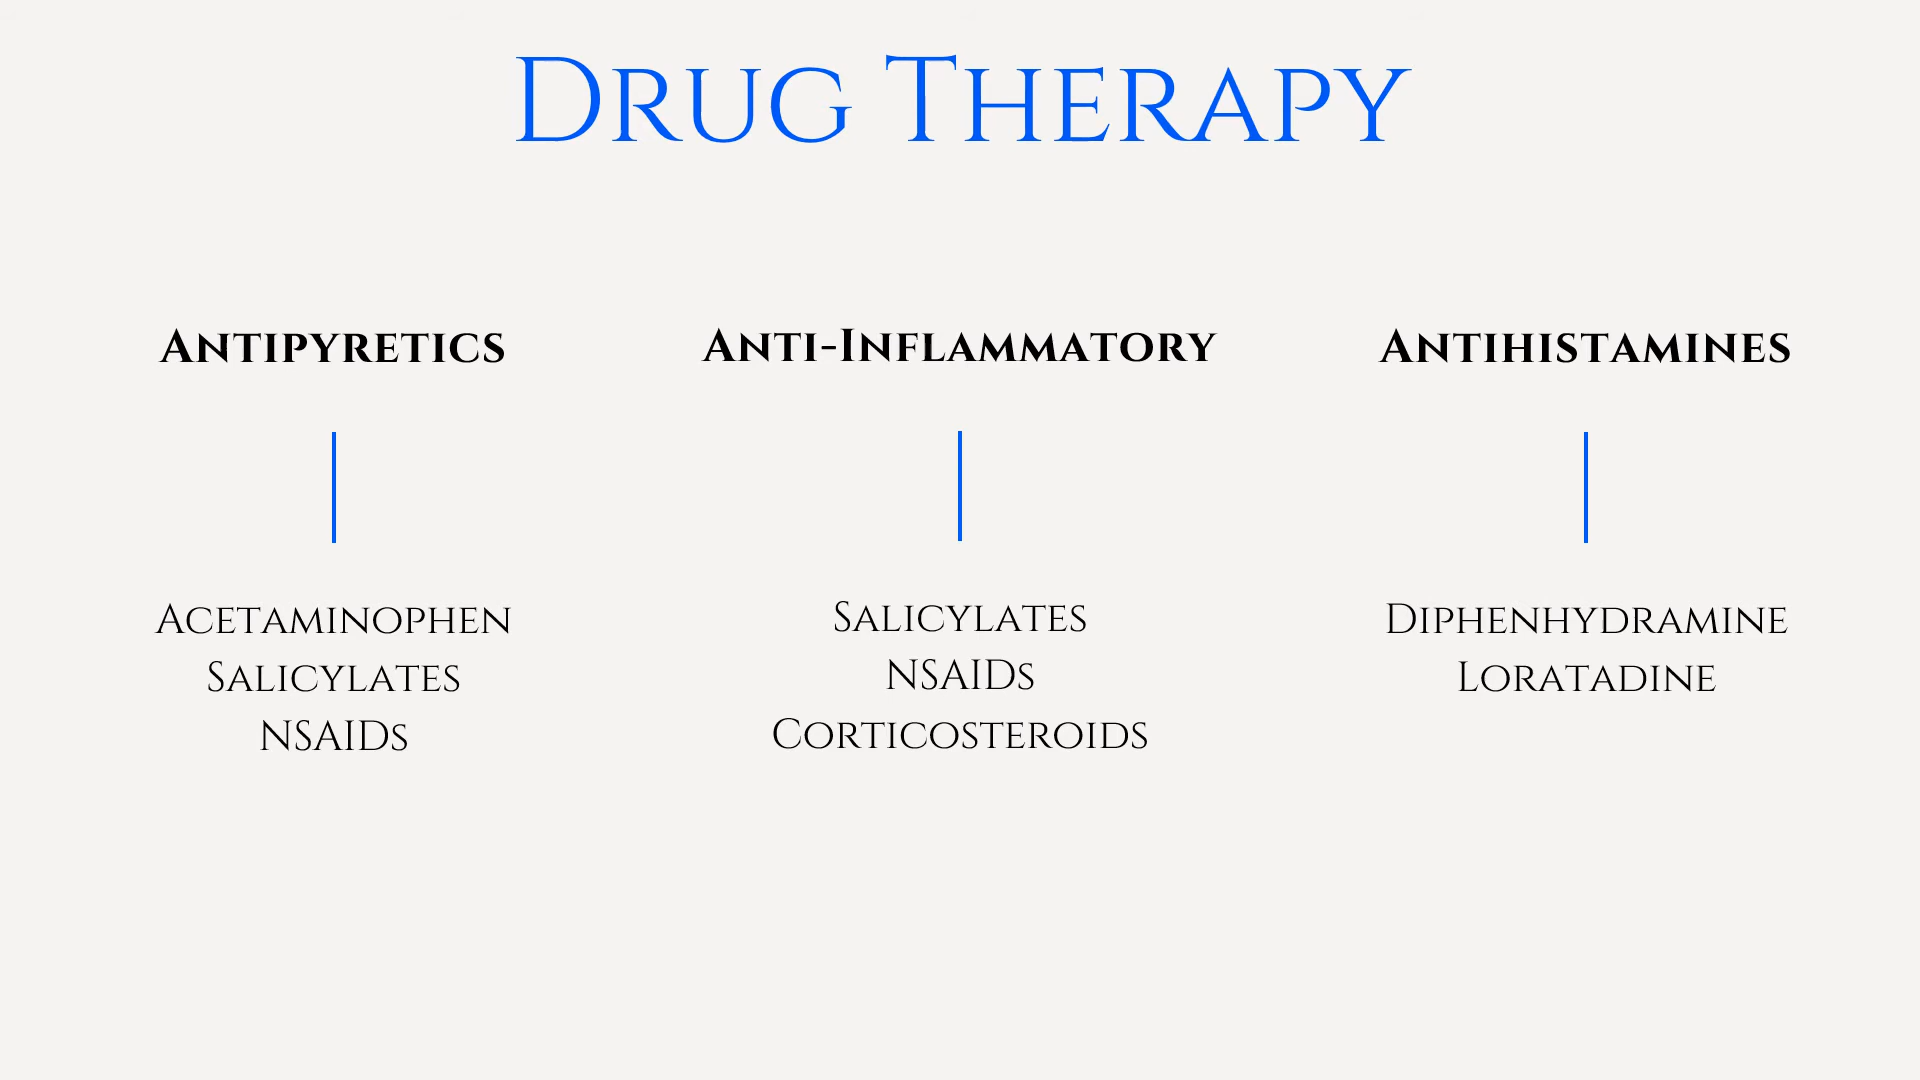 Drug Therapy
Antipyretics
Acetaminophen
Salicylates
NSAIDs
Anti-Inflammatory
Salicylates
NSAIDs
Corticosteroids
Antihistamines
Diphenhydramine
Loratadine